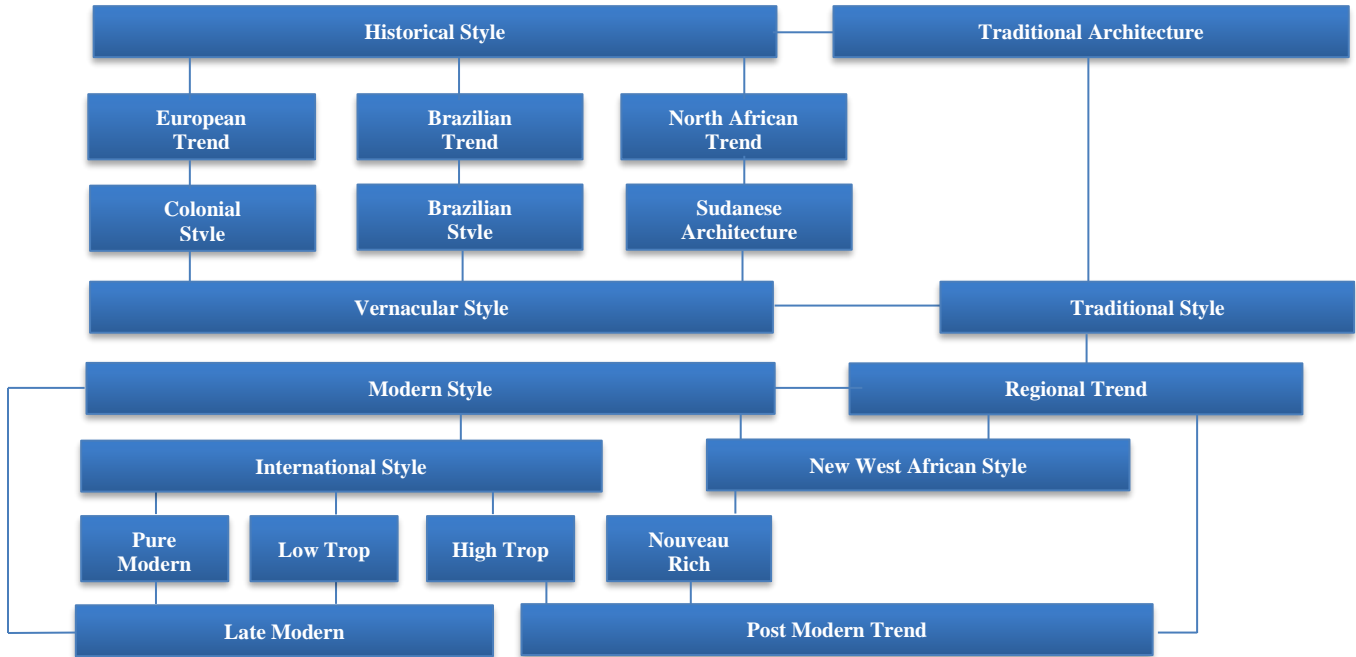 Historical Style
Traditional Architecture
European
Trend
Brazilian
Trend
North African
Trend
Colonial
Style
Brazilian
Style
Sudanese
Architecture
Vernacular Style
Traditional Style
Modern Style
Regional Trend
International Style
New West African Style
Pure
Modern
Low Trop
High Trop
Nouveau
Rich
Late Modern
Post Modern Trend